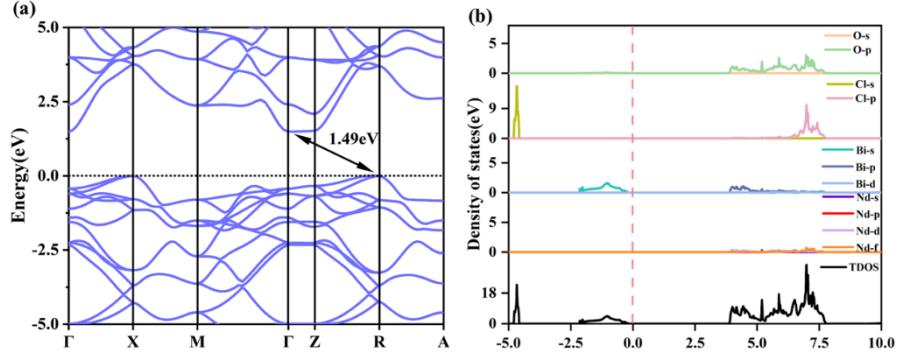 (a)
5.0
2.5
0.0
-2.5
-5.0
Energy(eV)
1.49eV
Γ X M Γ Z R A
(b)
Density of states(eV)
5
0
9
0
5
0
5
0
18
0
O-s
O-p
Cl-s
Cl-p
Bi-s
Bi-p
Bi-d
Nd-s
Nd-p
Nd-d
Nd-f
TDOS
-5.0 -2.5 0.0 2.5 5.0 7.5 10.0